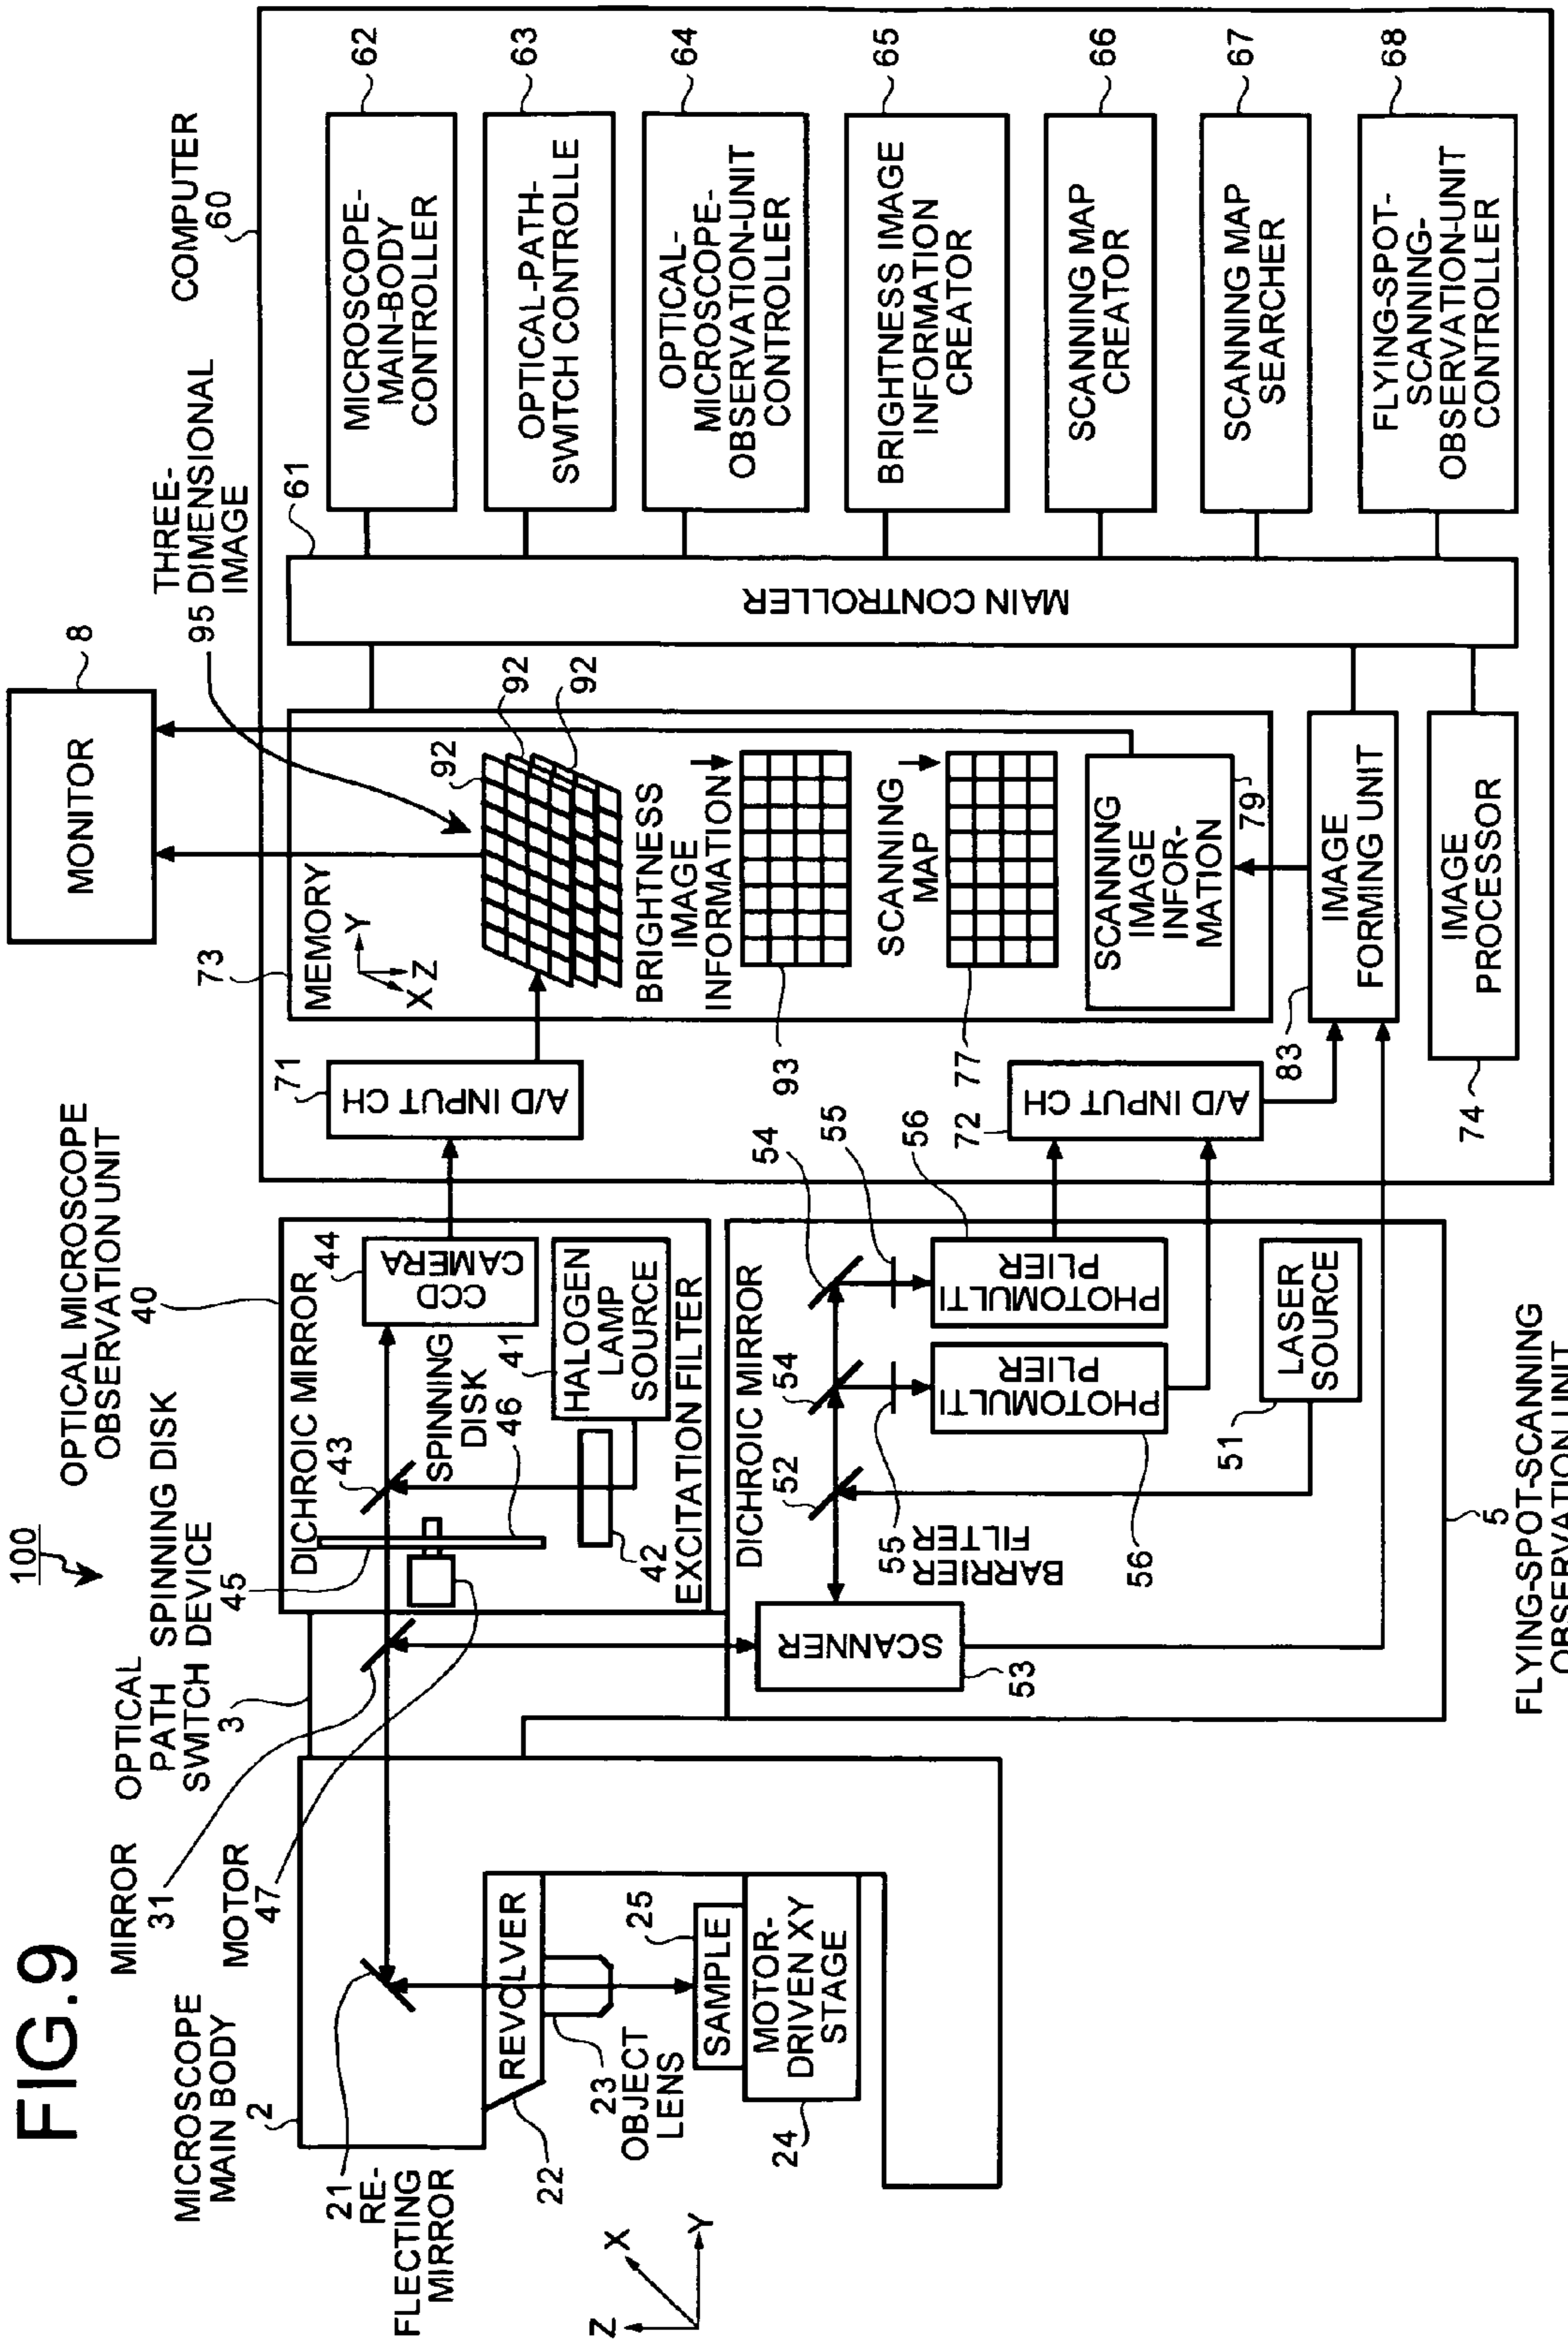 FIG.9
100
MICROSCOPE
MAIN BODY
2
21
RE-
FLECTING
MIRROR
MIRROR
31
MOTOR
47
OPTICAL
PATH
SWITCH DEVICE
3
SPINNING DISK
45
OPTICAL MICROSCOPE
OBSERVATION UNIT
40
REVOLVER
22
23
OBJECT
LENS
25
SAMPLE
MOTOR-
DRIVEN XY
STAGE
24
Z
X
Y
DICHROIC MIRROR
43
44
CCD
CAMERA
SPINNING
DISK
46
41
HALOGEN
LAMP
SOURCE
42
EXCITATION FILTER
DICHROIC MIRROR
52
54
54
55
55
BARRIER
FILTER
56
PHOTOMULTI
PLIER
56
PHOTOMULTI
PLIER
SCANNER
53
51
LASER
SOURCE
5
FLYING-SPOT-SCANNING
OBSERVATION UNIT
MONITOR
8
THREE-
95 DIMENSIONAL
IMAGE
COMPUTER
60
71
A/D INPUT CH
72
A/D INPUT CH
73
MEMORY
X
Y
Z
92
92
92
BRIGHTNESS
IMAGE
INFORMATION
93
SCANNING
MAP
77
SCANNING
IMAGE
INFOR-
MATION
79
83
IMAGE
FORMING UNIT
74
IMAGE
PROCESSOR
61
MAIN CONTROLLER
MICROSCOPE-
MAIN-BODY
CONTROLLER
62
OPTICAL-PATH-
SWITCH CONTROLLE
63
OPTICAL-
MICROSCOPE-
OBSERVATION-UNIT
CONTROLLER
64
BRIGHTNESS IMAGE
INFORMATION
CREATOR
65
SCANNING MAP
CREATOR
66
SCANNING MAP
SEARCHER
67
FLYING-SPOT-
SCANNING-
OBSERVATION-UNIT
CONTROLLER
68